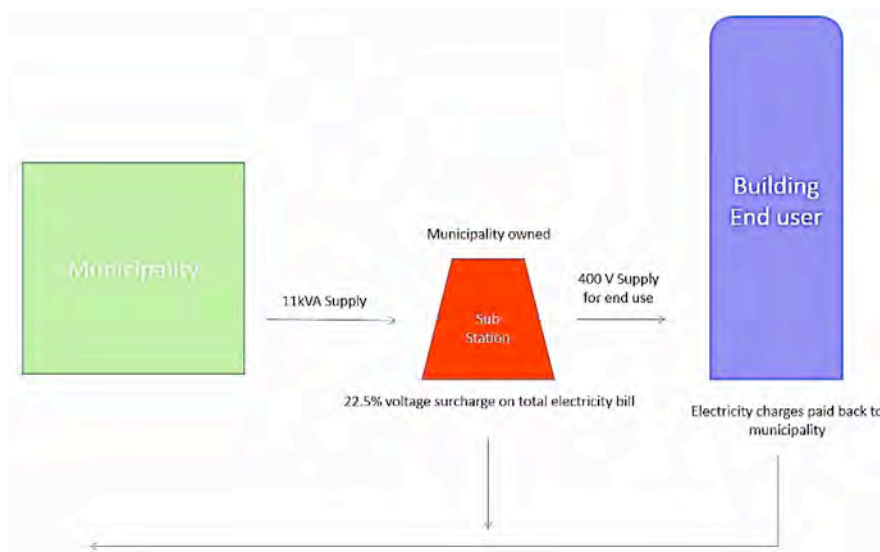 Municipality
11kVA Supply
Municipality owned
Sub
Station
22.5% voltage surcharge on total electricity bill
400 V Supply
for end use
Building
End user
Electricity charges paid back to
municipality